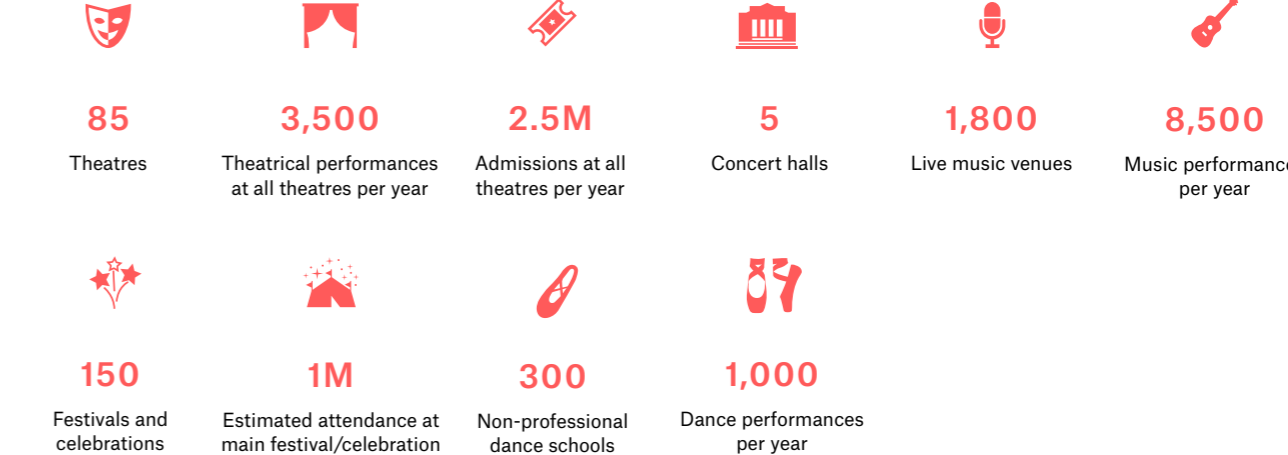 85
Theatres
3,500
Theatrical performances
at all theatres per year
2.5M
Admissions at all
theatres per year
5
Concert halls
1,800
Live music venues
8,500
Music performance
per year
150
Festivals and
celebrations
1M
Estimated attendance at
main festival/celebration
300
Non-professional
dance schools
1,000
Dance performances
per year